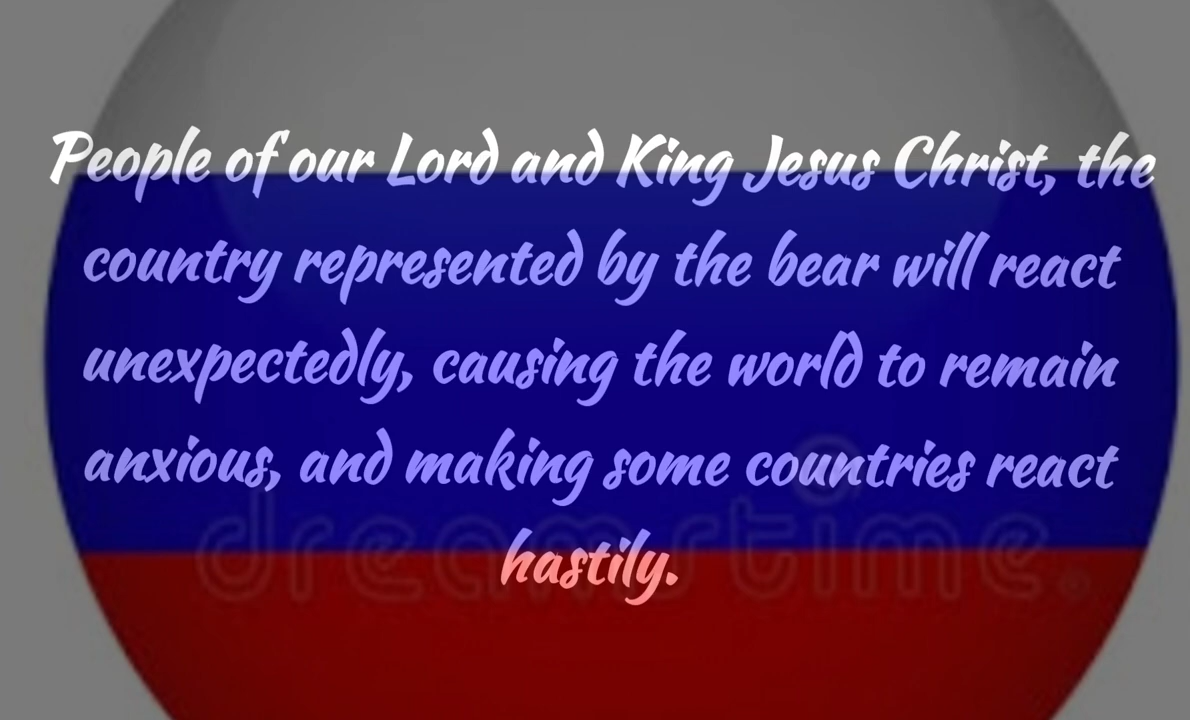 People of our Lord and King Jesus Christ, the
country represented by the bear will react
unexpectedly, causing the world to remain
anxious, and making some countries react
hastily.
dreamstime.